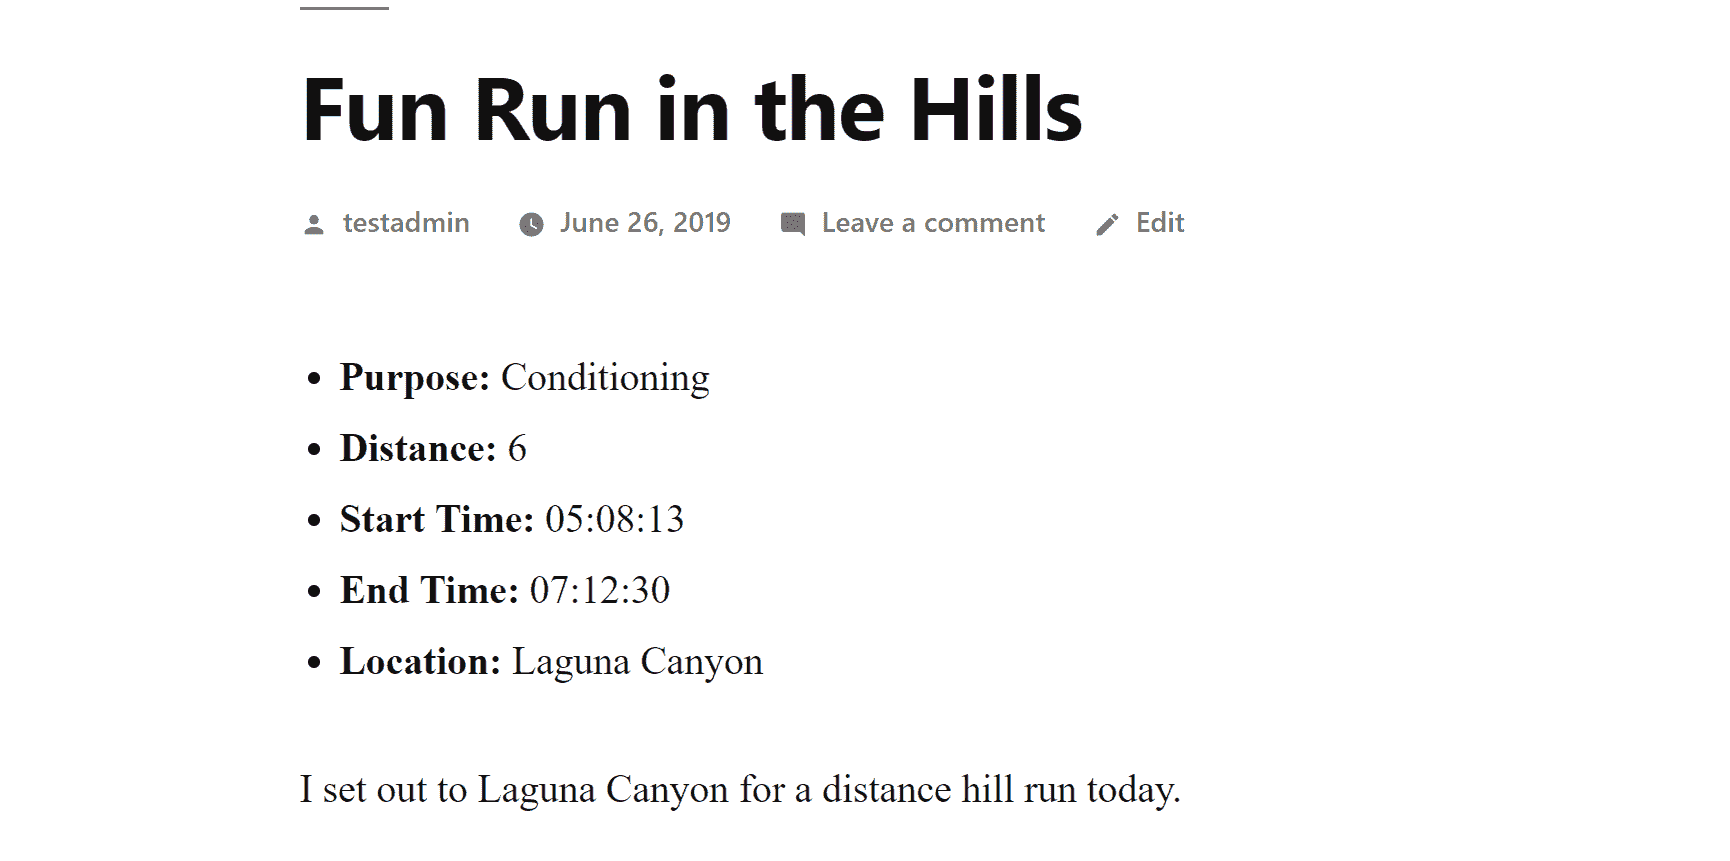 Fun Run in the Hills
testadmin June 26, 2019 Leave a comment Edit
• Purpose: Conditioning
• Distance: 6
• Start Time: 05:08:13
• End Time: 07:12:30
• Location: Laguna Canyon
I set out to Laguna Canyon for a distance hill run today.